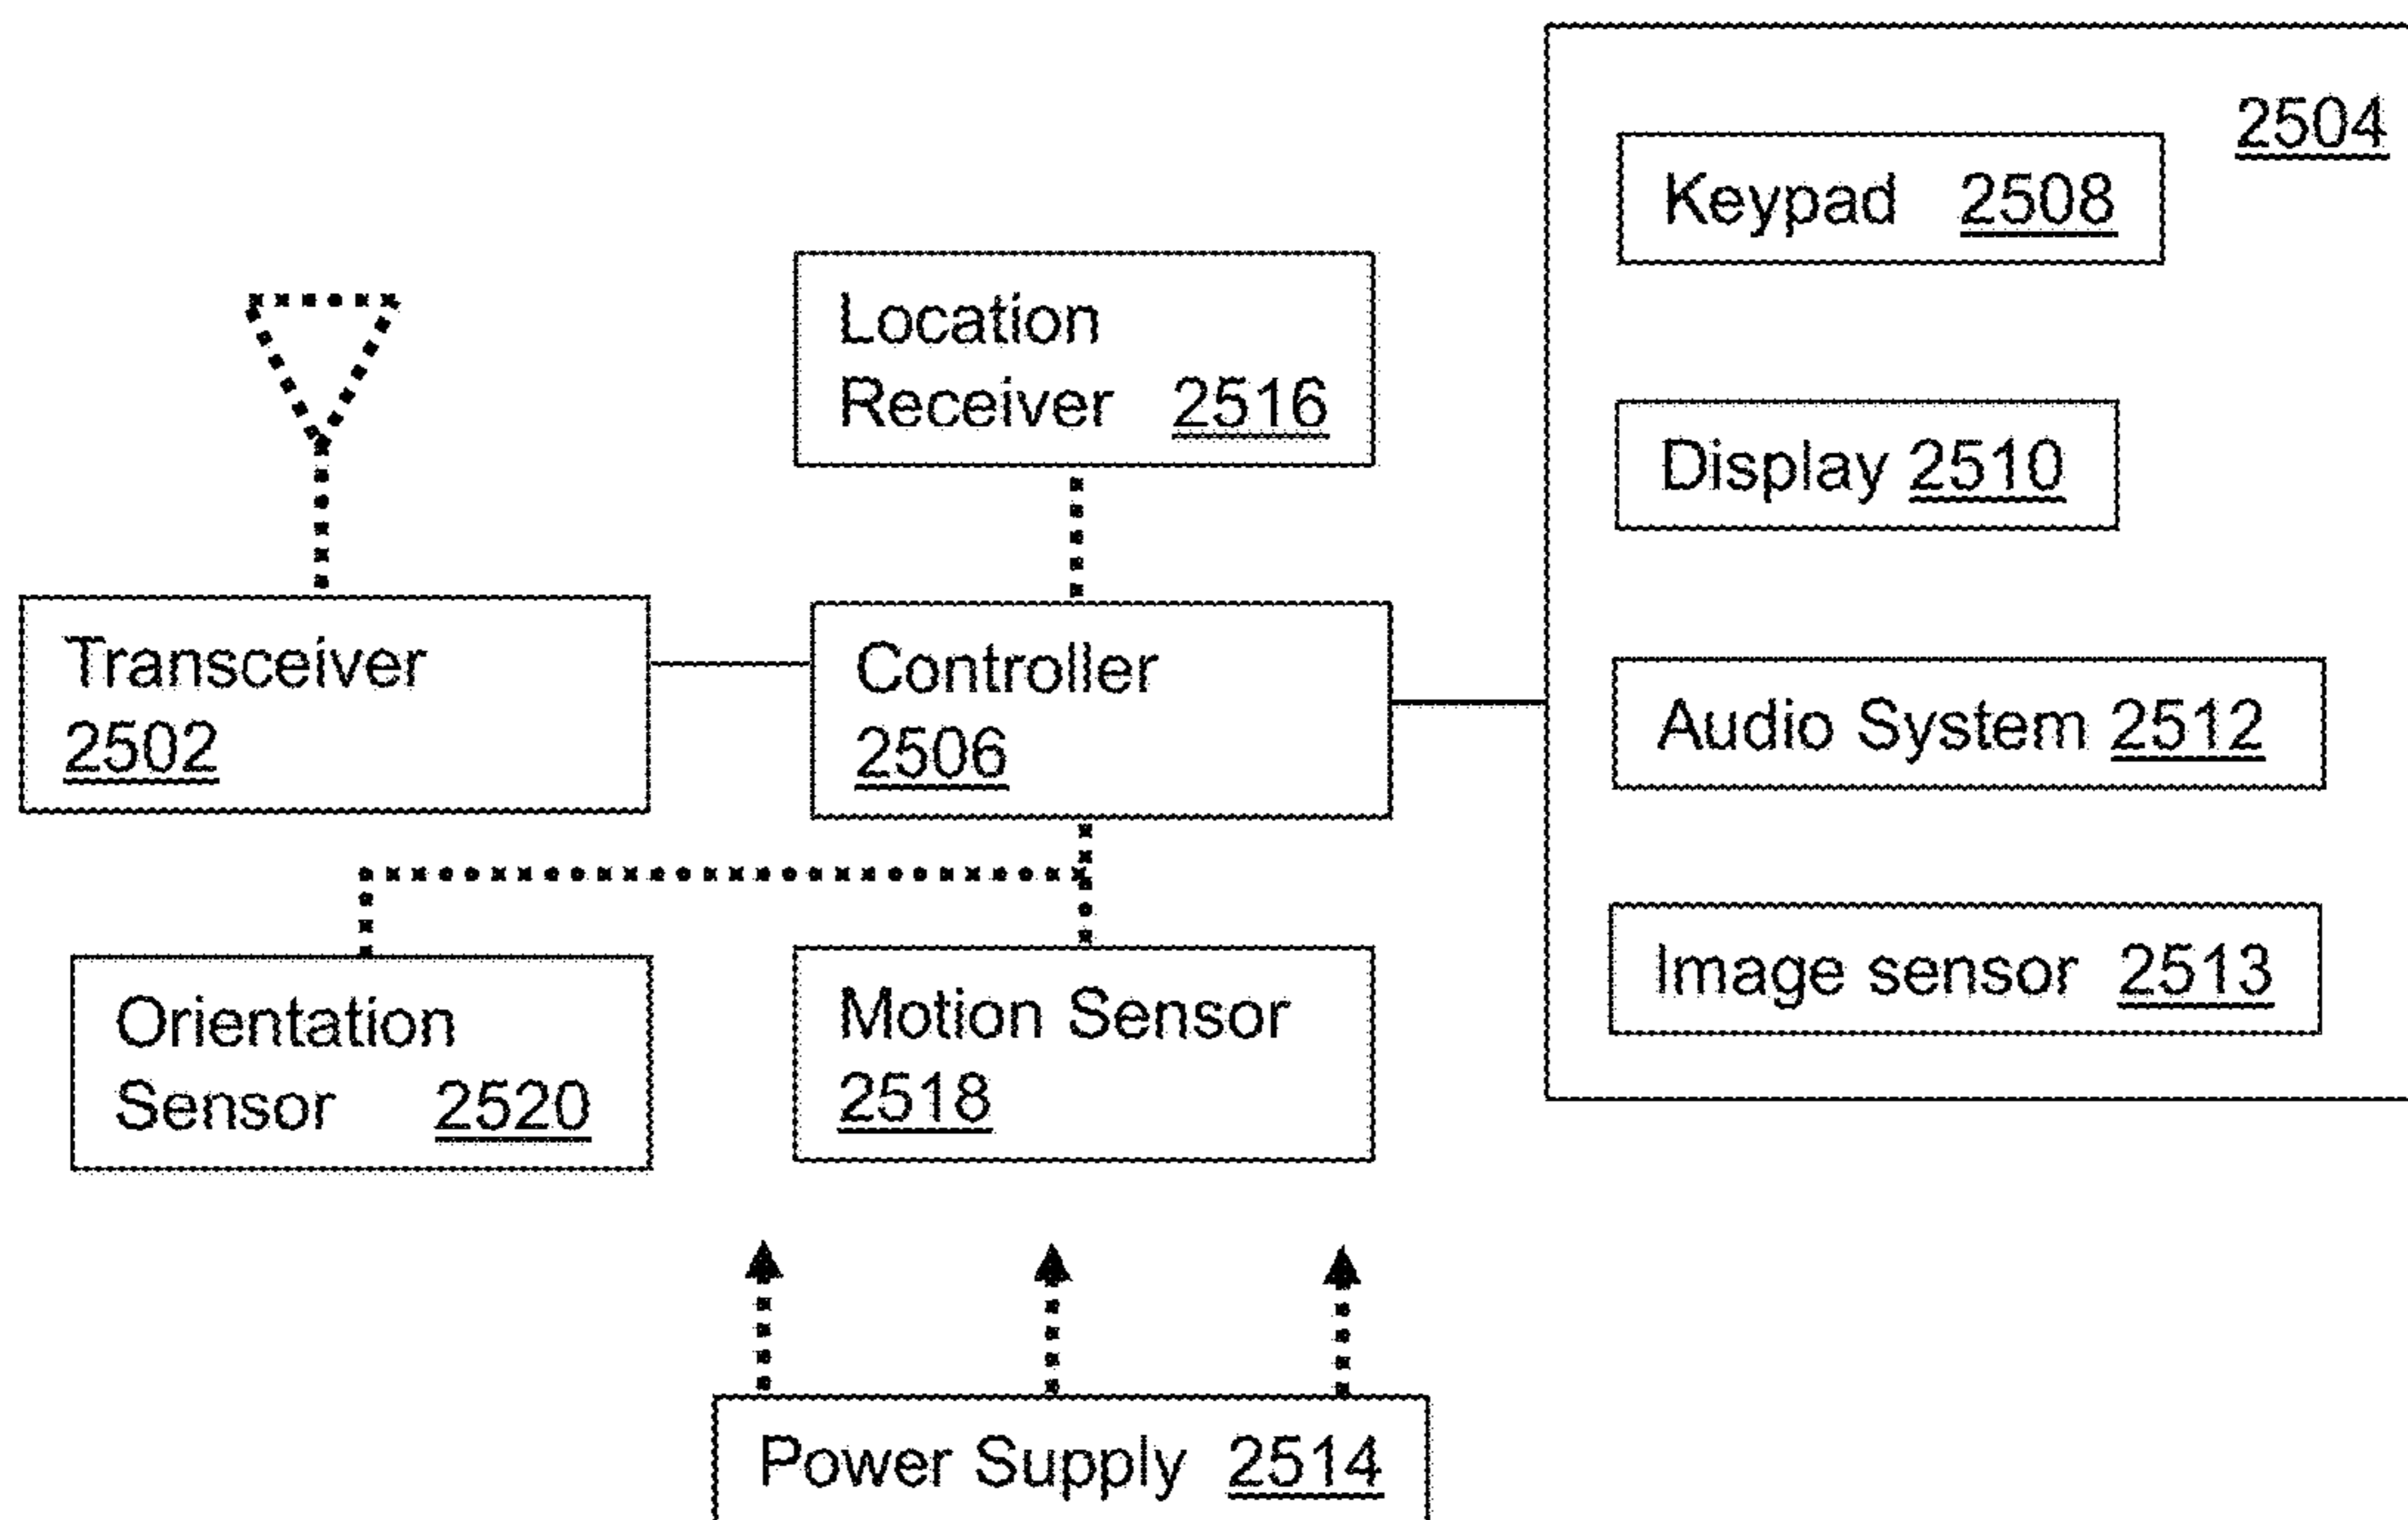 2504
Keypad 2508
Location
Receiver 2516
Display 2510
Transceiver
2502
Controller
2506
Audio System 2512
Image sensor 2513
Orientation
Sensor 2520
Motion Sensor
2518
Power Supply 2514